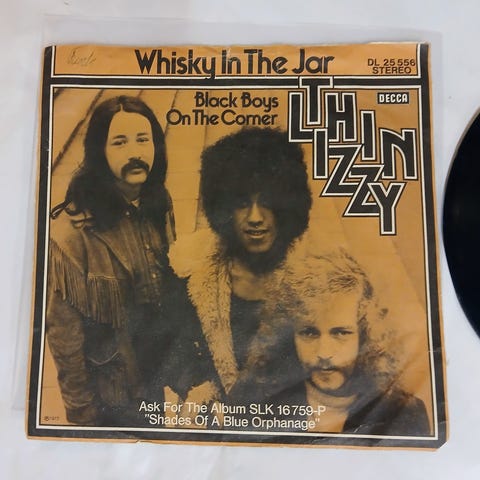 Whisky In The Jar
DL 25 556
STEREO
Black Boys
On The Corner
DECCA
THIN
LIZZY
Ask For The Album SLK 16 759-P
"Shades Of A Blue Orphanage"